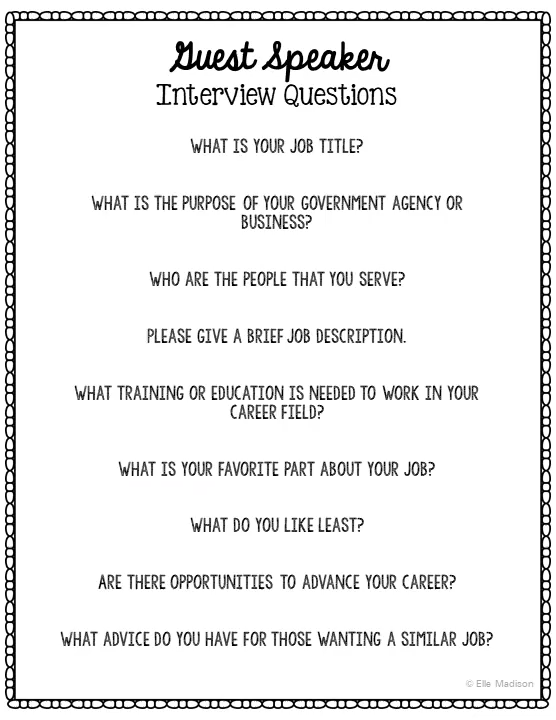 Guest Speaker
Interview Questions
WHAT IS YOUR JOB TITLE?
WHAT IS THE PURPOSE OF YOUR GOVERNMENT AGENCY OR
BUSINESS?
WHO ARE THE PEOPLE THAT YOU SERVE?
PLEASE GIVE A BRIEF JOB DESCRIPTION.
WHAT TRAINING OR EDUCATION IS NEEDED TO WORK IN YOUR
CAREER FIELD?
WHAT IS YOUR FAVORITE PART ABOUT YOUR JOB?
WHAT DO YOU LIKE LEAST?
ARE THERE OPPORTUNITIES TO ADVANCE YOUR CAREER?
WHAT ADVICE DO YOU HAVE FOR THOSE WANTING A SIMILAR JOB?
© Elle Madison